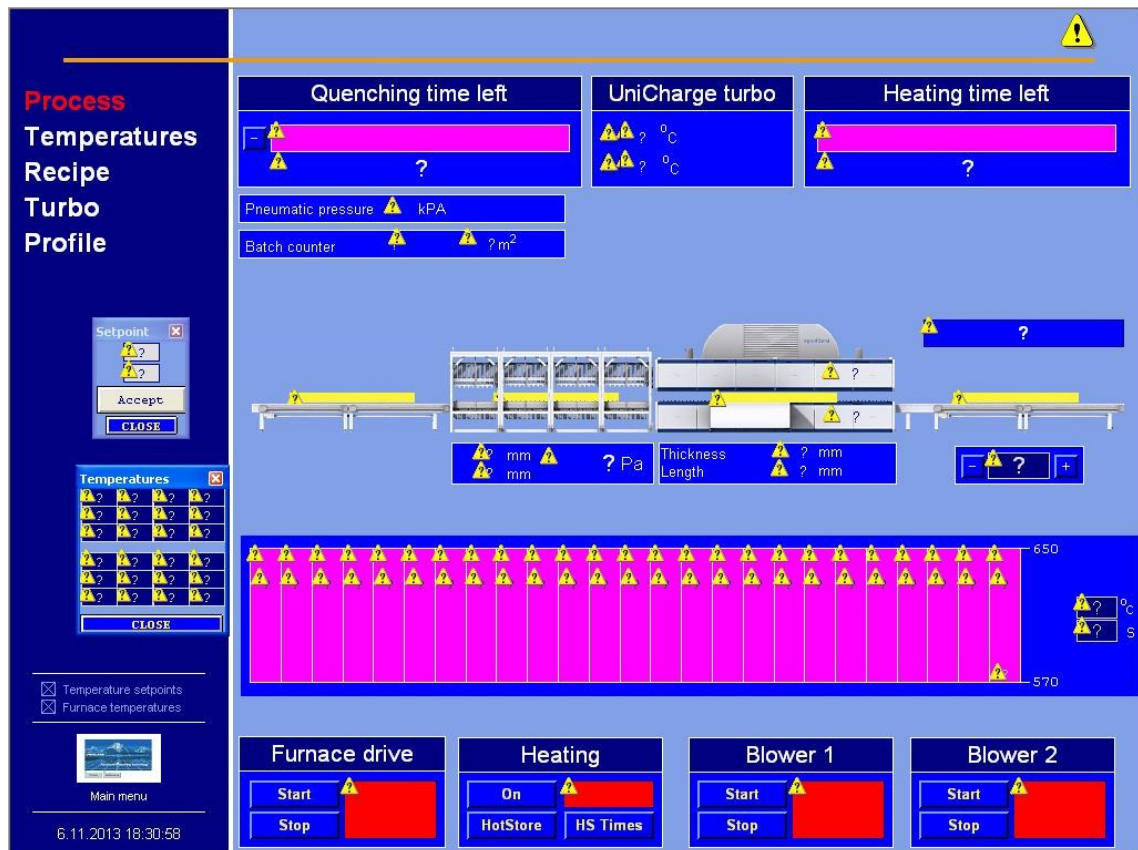 Process
Temperatures
Recipe
Turbo
Profile
Quenching time left
-
?
UniCharge turbo
? °C
? °C
Heating time left
?
Pneumatic pressure kPA
Batch counter ? m²
Setpoint
?
?
Accept
CLOSE
Temperatures
? ? ? ?
? ? ? ?
? ? ? ?
? ? ? ?
? ? ? ?
? ? ? ?
CLOSE
?
?
?
? mm ? Pa
? mm
Thickness ? mm
Length ? mm
- ? +
650
570
? °C
? S
Temperature setpoints
Furnace temperatures
Main menu
6.11.2013 18:30:58
Furnace drive
Start
Stop
Heating
On
HotStore HS Times
Blower 1
Start
Stop
Blower 2
Start
Stop